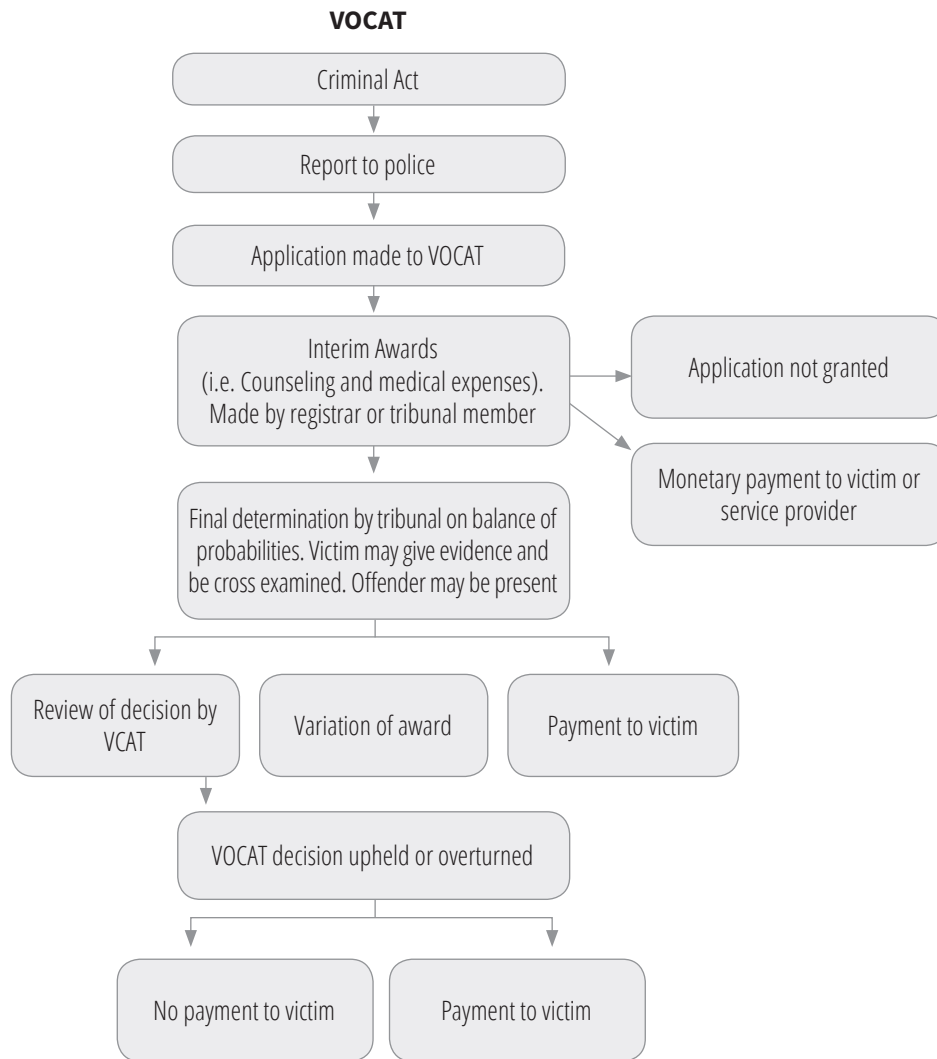 VOCAT
Criminal Act
Report to police
Application made to VOCAT
Interim Awards
(i.e. Counseling and medical expenses).
Made by registrar or tribunal member
Application not granted
Monetary payment to victim or
service provider
Final determination by tribunal on balance of
probabilities. Victim may give evidence and
be cross examined. Offender may be present
Review of decision by
VCAT
Variation of award
Payment to victim
VOCAT decision upheld or overturned
No payment to victim
Payment to victim